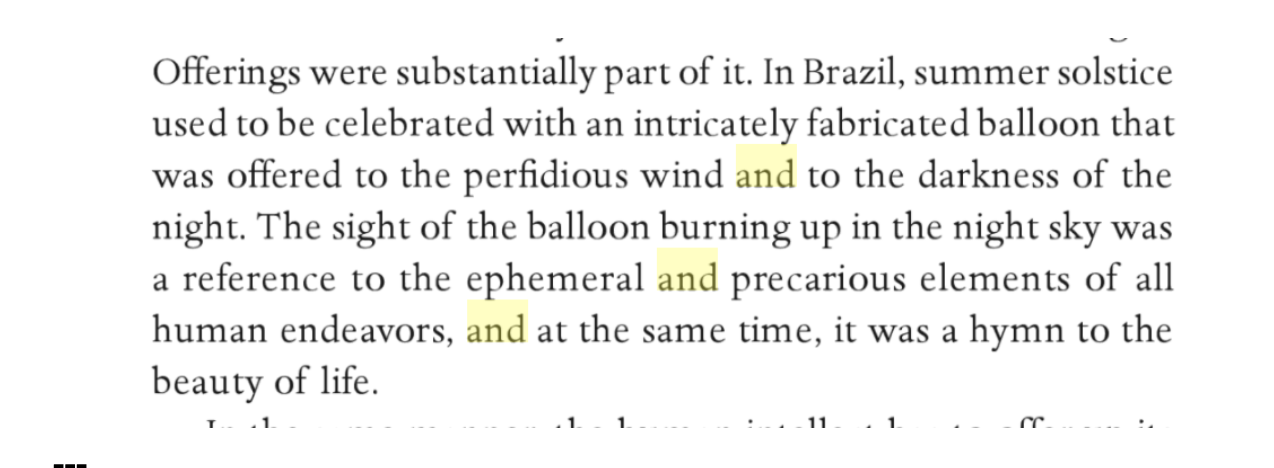 Offerings were substantially part of it. In Brazil, summer solstice
used to be celebrated with an intricately fabricated balloon that
was offered to the perfidious wind and to the darkness of the
night. The sight of the balloon burning up in the night sky was
a reference to the ephemeral and precarious elements of all
human endeavors, and at the same time, it was a hymn to the
beauty of life.